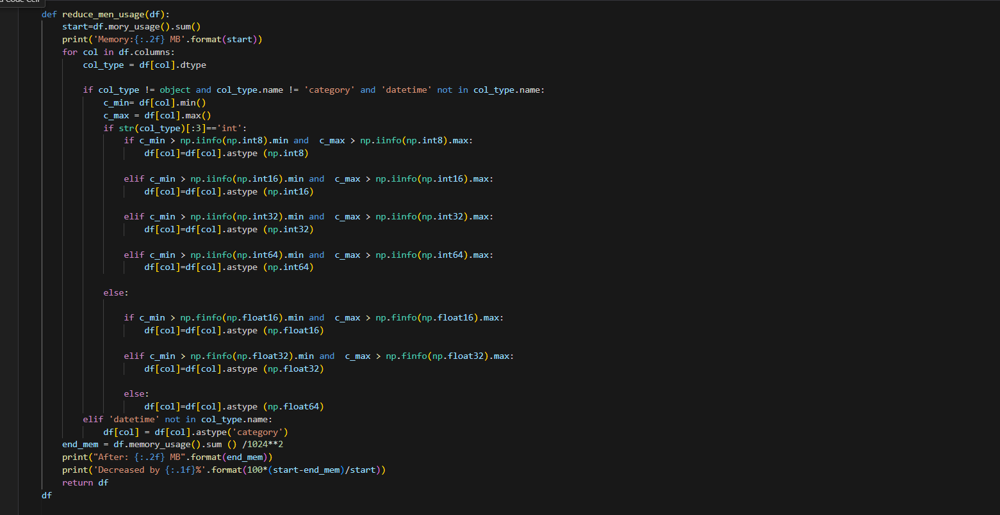 def reduce_men_usage(df):
    start=df.mory_usage().sum()
    print('Memory:{:.2f} MB'.format(start))
    for col in df.columns:
        col_type = df[col].dtype

        if col_type != object and col_type.name != 'category' and 'datetime' not in col_type.name:
            c_min= df[col].min()
            c_max = df[col].max()
            if str(col_type)[:3]=='int':
                if c_min > np.iinfo(np.int8).min and  c_max > np.iinfo(np.int8).max:
                    df[col]=df[col].astype (np.int8)

                elif c_min > np.iinfo(np.int16).min and  c_max > np.iinfo(np.int16).max:
                    df[col]=df[col].astype (np.int16)

                elif c_min > np.iinfo(np.int32).min and  c_max > np.iinfo(np.int32).max:
                    df[col]=df[col].astype (np.int32)

                elif c_min > np.iinfo(np.int64).min and  c_max > np.iinfo(np.int64).max:
                    df[col]=df[col].astype (np.int64)

            else:

                if c_min > np.finfo(np.float16).min and  c_max > np.finfo(np.float16).max:
                    df[col]=df[col].astype (np.float16)

                elif c_min > np.finfo(np.float32).min and  c_max > np.finfo(np.float32).max:
                    df[col]=df[col].astype (np.float32)

                else:
                    df[col]=df[col].astype (np.float64)
        elif 'datetime' not in col_type.name:
            df[col] = df[col].astype('category')
    end_mem = df.memory_usage().sum () /1024**2
    print("After: {:.2f} MB".format(end_mem))
    print('Decreased by {:.1f}%'.format(100*(start-end_mem)/start))
    return df
df